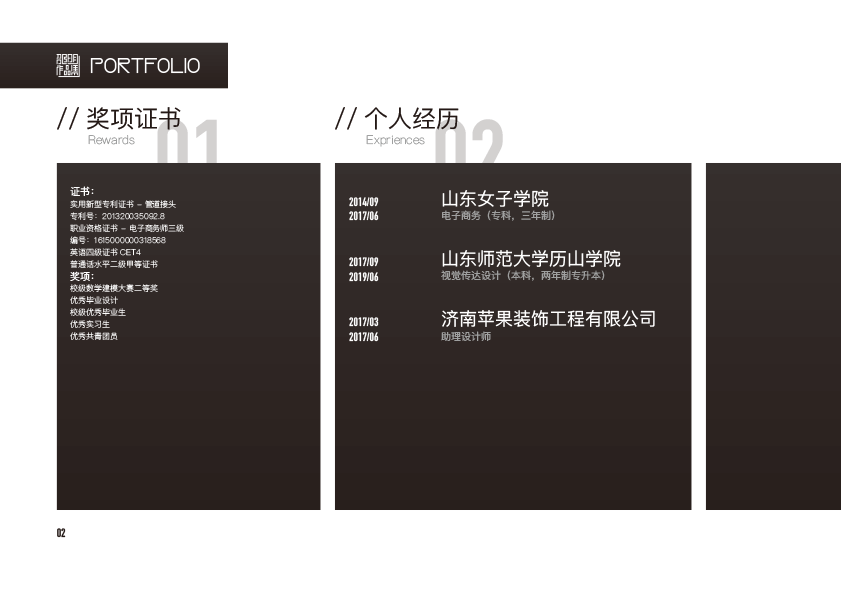 作品集
PORTFOLIO
// 奖项证书
01
Rewards
// 个人经历
02
Expriences
证书：
实用新型专利证书 - 管道接头
专利号：201320035092.8
职业资格证书 - 电子商务师三级
编号：1615000000318568
英语四级证书 CET4
普通话水平二级甲等证书
奖项：
校级数学建模大赛二等奖
优秀毕业设计
校级优秀毕业生
优秀实习生
优秀共青团员
2014/09
2017/06
山东女子学院
电子商务（专科，三年制）
2017/09
2019/06
山东师范大学历山学院
视觉传达设计（本科，两年制专升本）
2017/03
2017/06
济南苹果装饰工程有限公司
助理设计师
02